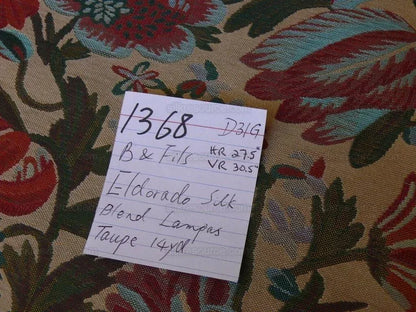 1368 D31G
B & Fils HR 27.5"
VR 30.5"
Eldorado Silk
Blend Lampas
Taupe 14yd